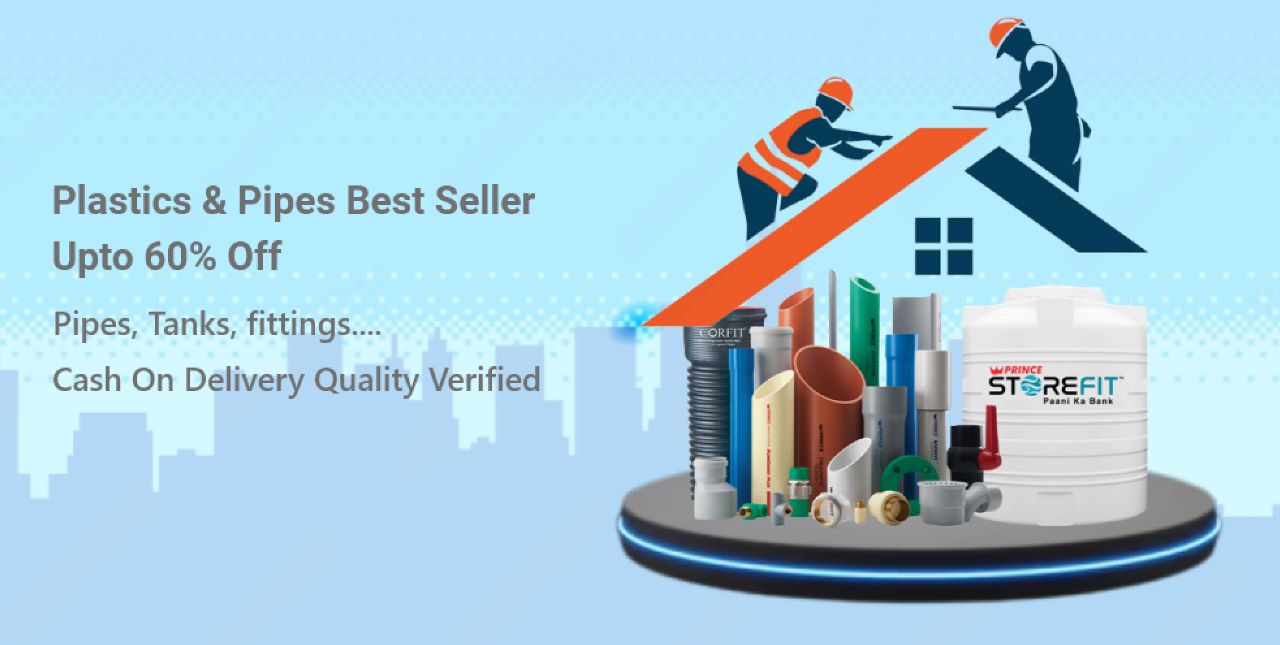 Plastics & Pipes Best Seller
Upto 60% Off
Pipes, Tanks, fittings....
Cash On Delivery Quality Verified
CORFIT
PRINCE
STOREFIT™
Paani Ka Bank